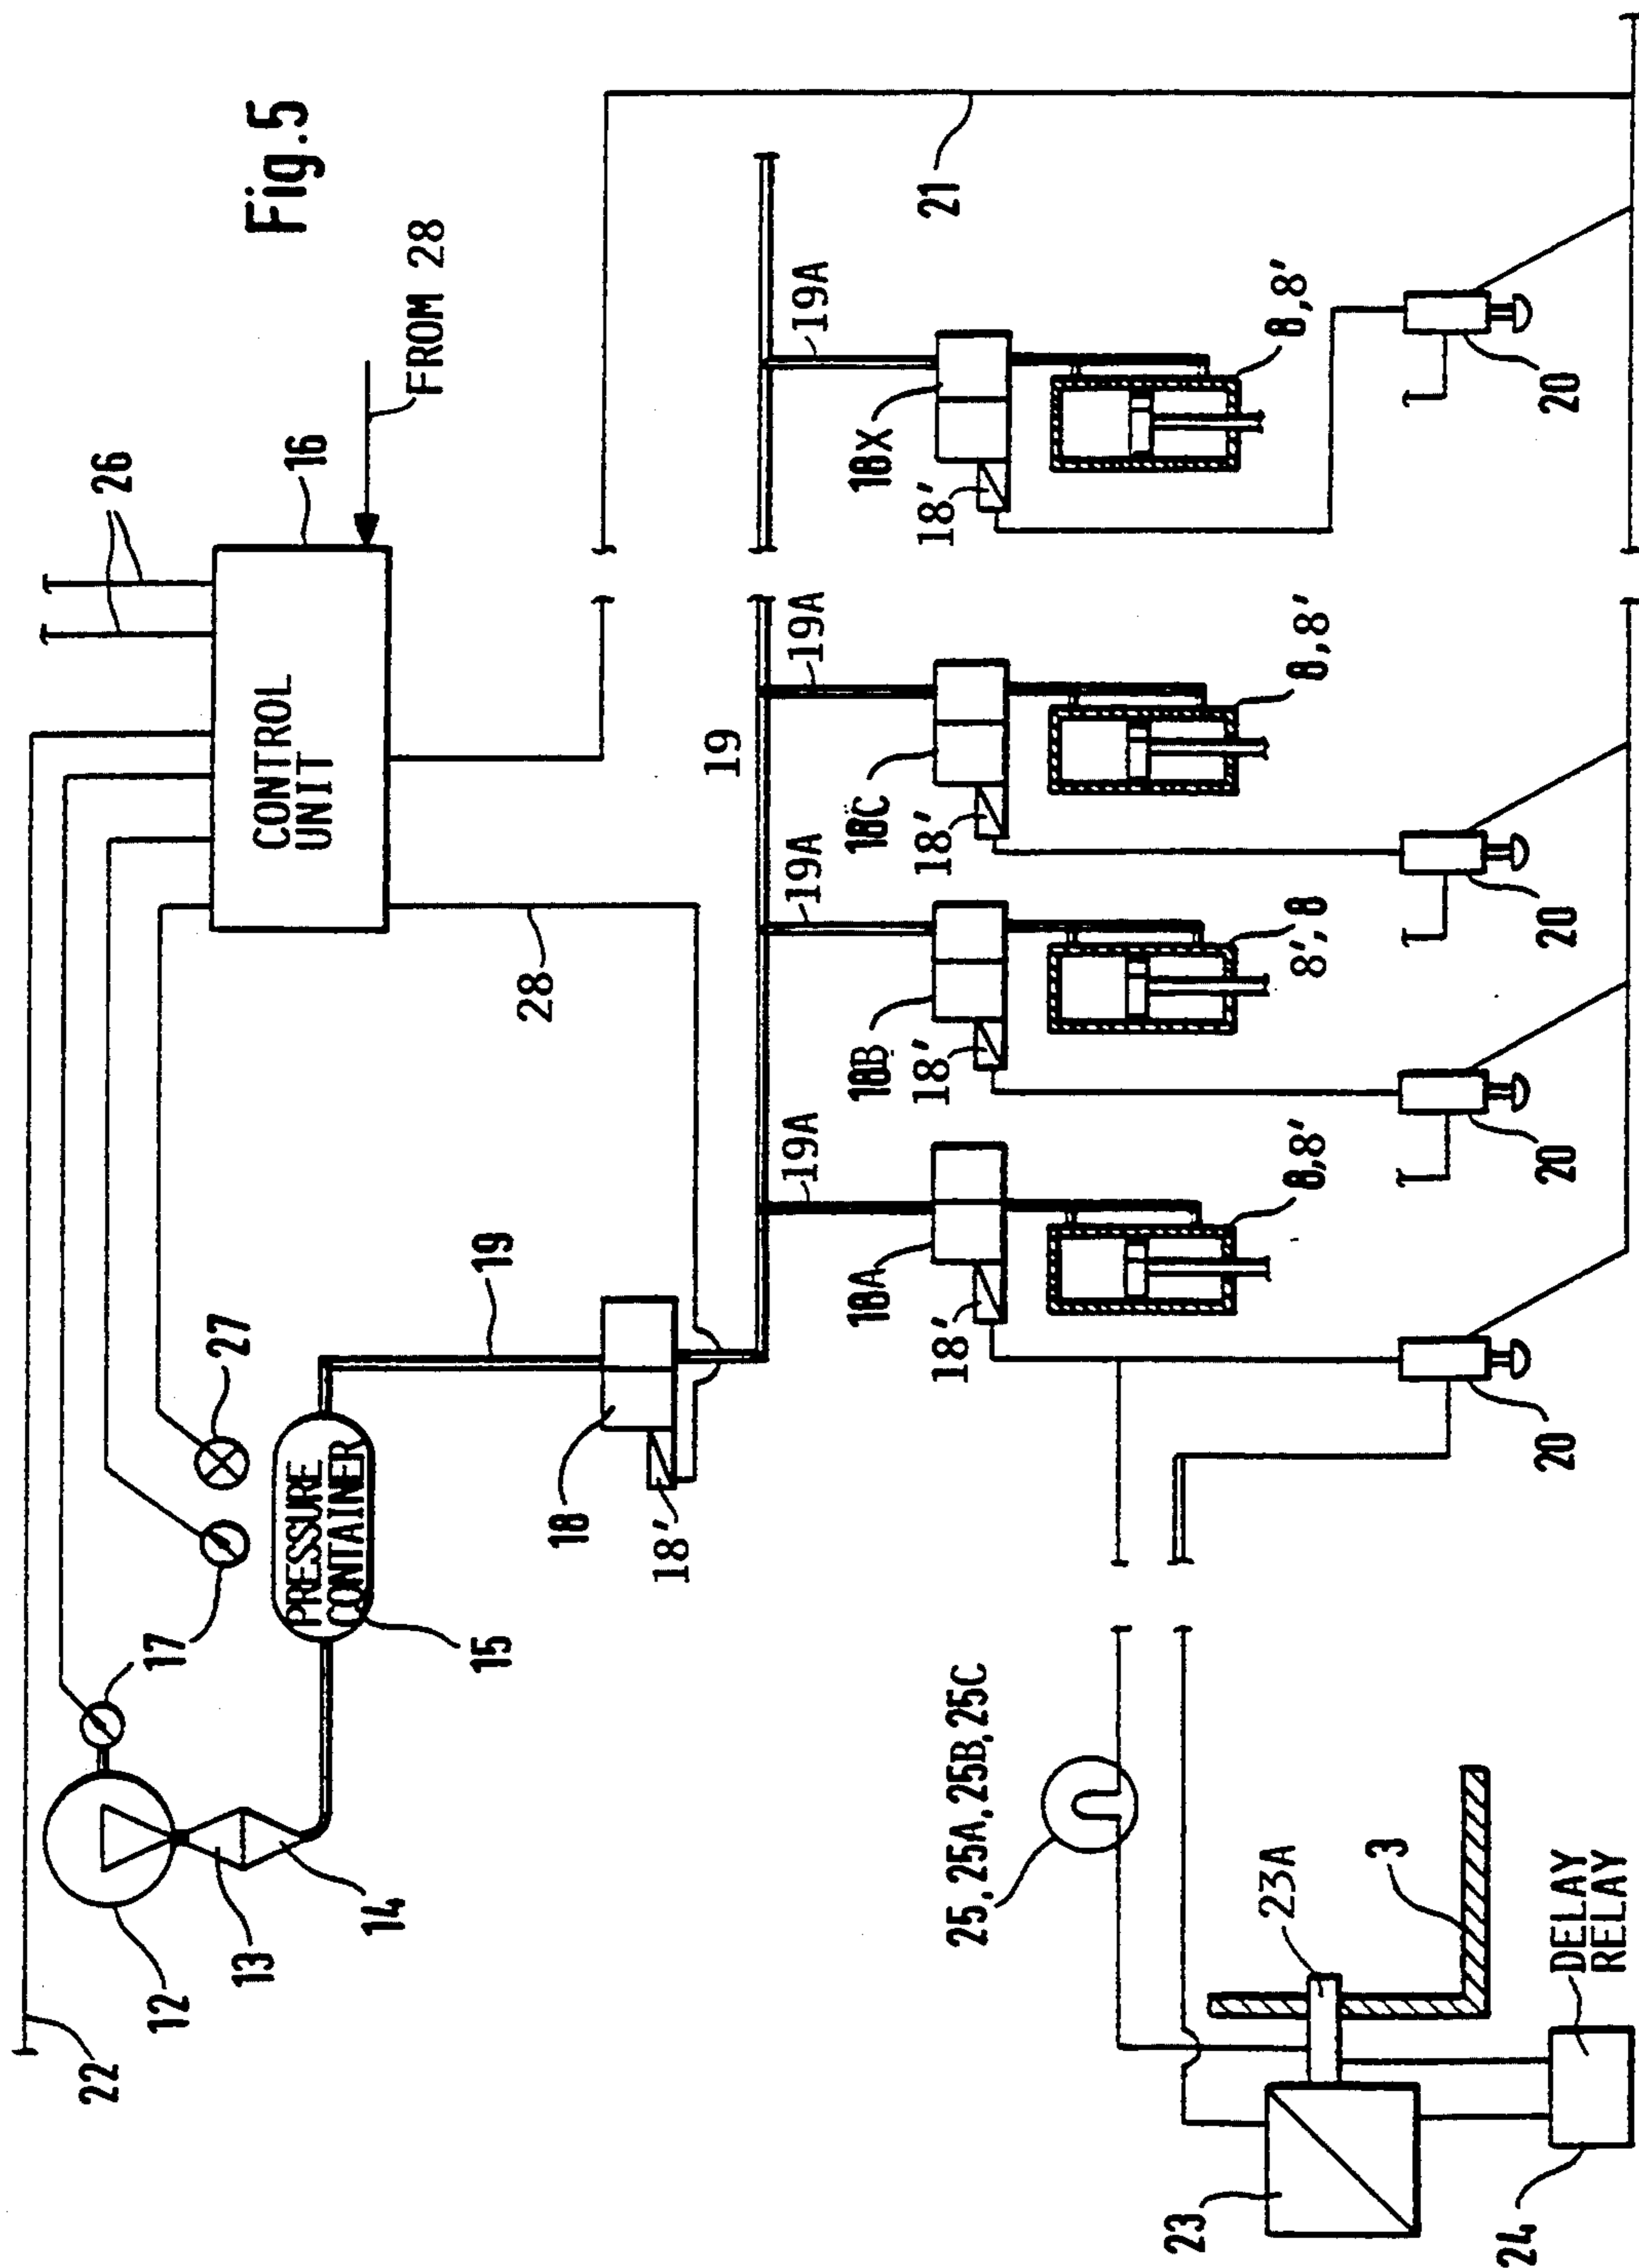 Fig.5
FROM 28
26
16
CONTROL
UNIT
28
21
22
12
13
14
17
27
PRESSURE
CONTAINER
15
19
18
18'
19
19A
19A
19A
19A
18A
18'
18B
18'
18C
18'
18X
18'
8,8'
8',8
8,8'
8,8'
20
20
20
20
25,25A,25B,25C
23A
3
23
24
DELAY
RELAY